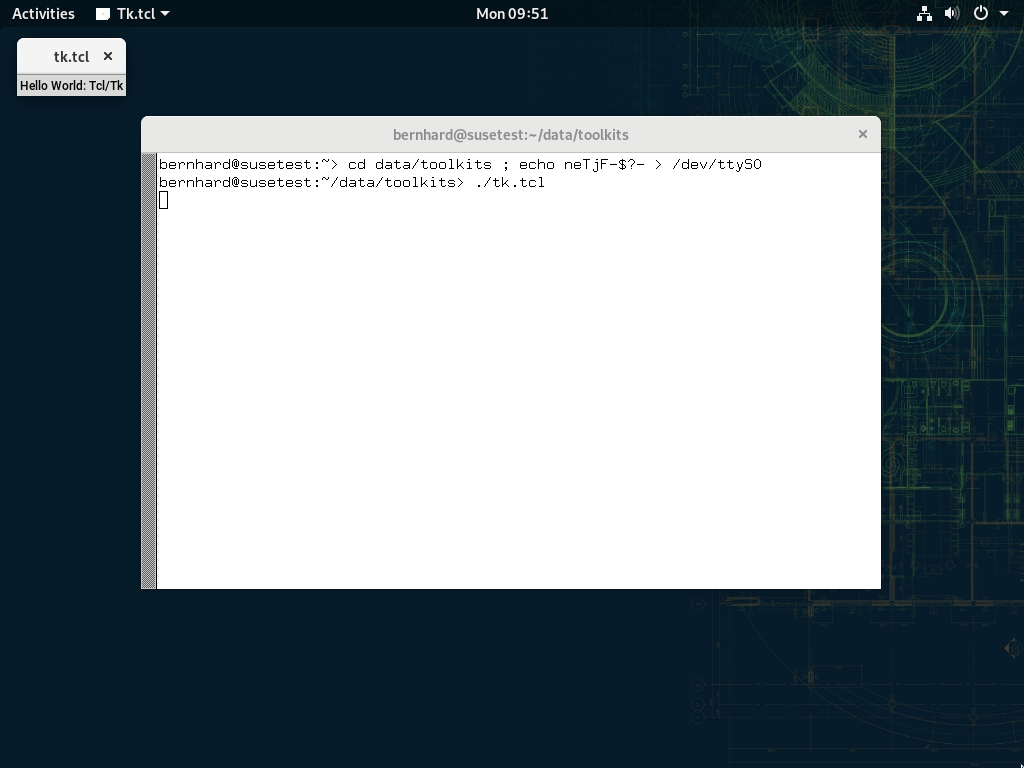 Activities Tk.tcl Mon 09:51
tk.tcl
Hello World: Tcl/Tk
bernhard@susetest:~/data/toolkits
bernhard@susetest:~> cd data/toolkits ; echo neTjF-$?- > /dev/ttyS0
bernhard@susetest:~/data/toolkits> ./tk.tcl